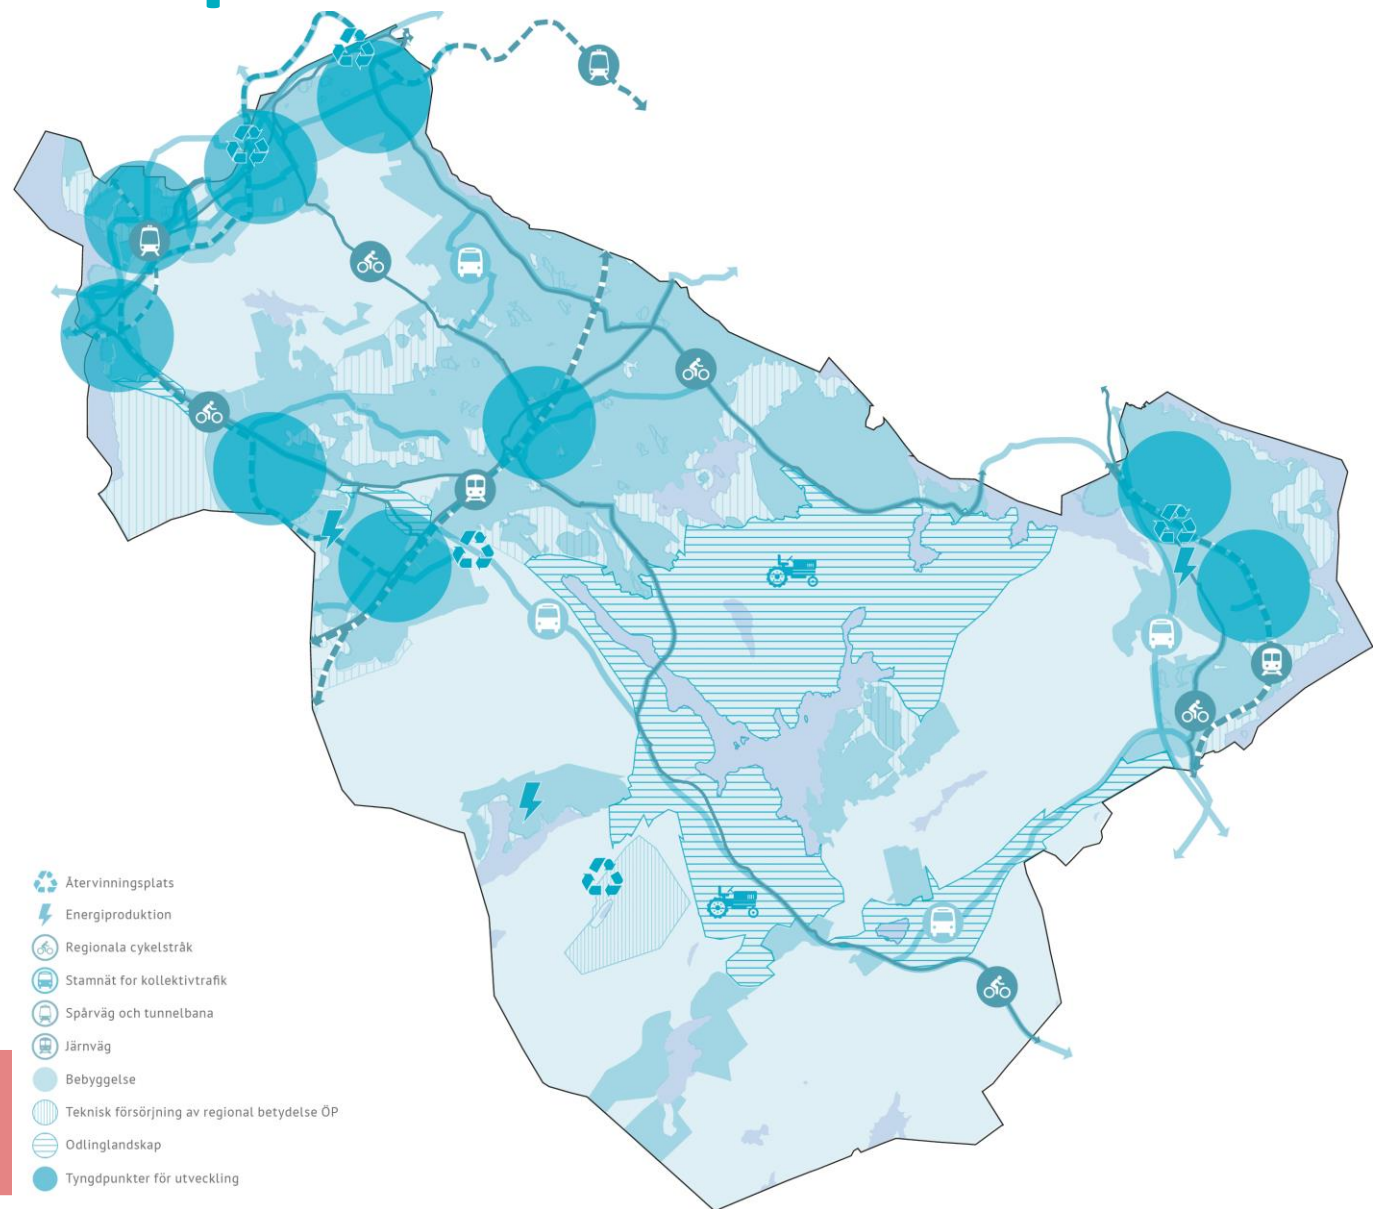 Återvinningsplats
Energiproduktion
Regionala cykelstråk
Stamnät for kollektivtrafik
Spårväg och tunnelbana
Järnväg
Bebyggelse
Teknisk försörjning av regional betydelse ÖP
Odlinglandskap
Tyngdpunkter för utveckling